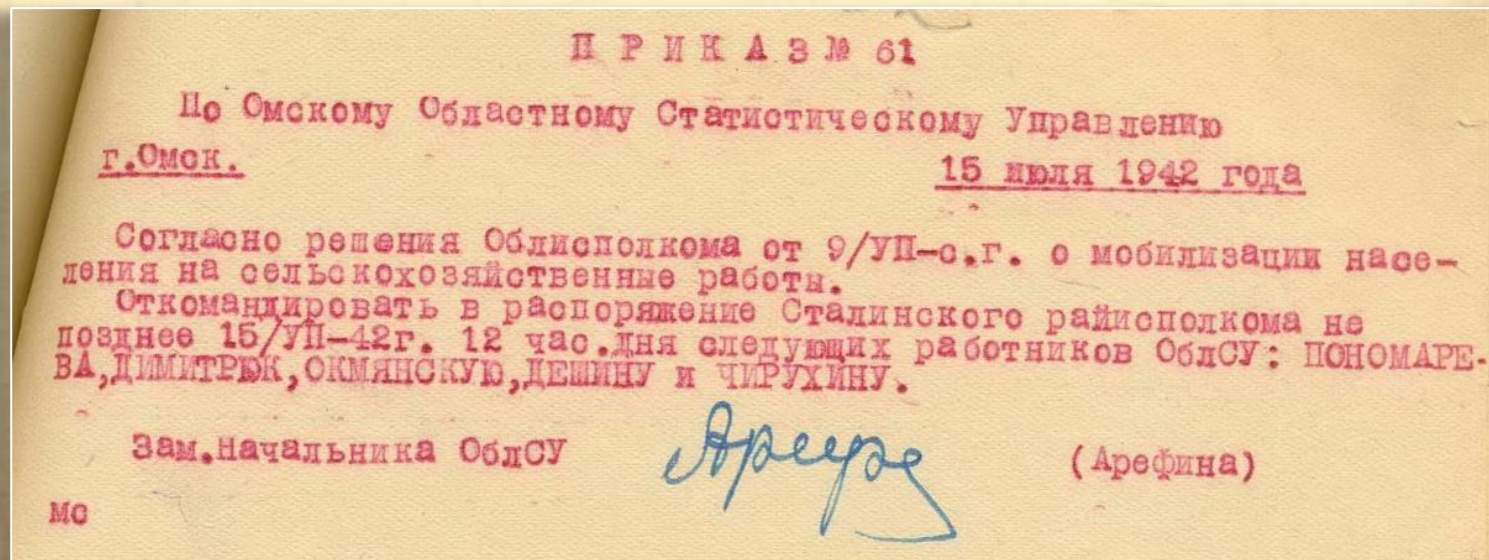 П Р И К А З № 61
По Омскому Областному Статистическому Управлению
г.Омск. 15 июля 1942 года
Согласно решения Облисполкома от 9/УП-с.г. о мобилизации насе-
ления на сельскохозяйственные работы.
Откомандировать в распоряжение Сталинского райисполкома не
позднее 15/УП-42г. 12 час.дня следующих работников ОблСУ: ПОНОМАРЕ-
ВА,ДИМИТРЮК,ОКМЯНСКУЮ,ДЕШИНУ и ЧИРУХИНУ.
Зам.Начальника ОблСУ (Арефина)
мс